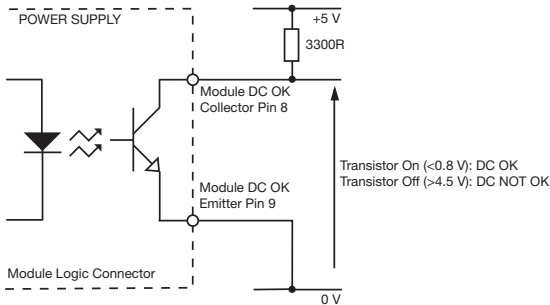 POWER SUPPLY
+5 V
3300R
Module DC OK
Collector Pin 8
Transistor On (<0.8 V): DC OK
Transistor Off (>4.5 V): DC NOT OK
Module DC OK
Emitter Pin 9
Module Logic Connector
0 V